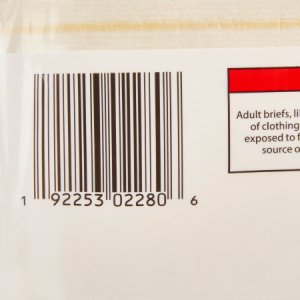 Adult briefs, li
of clothing
exposed to f
source o
1 92253 02280 6